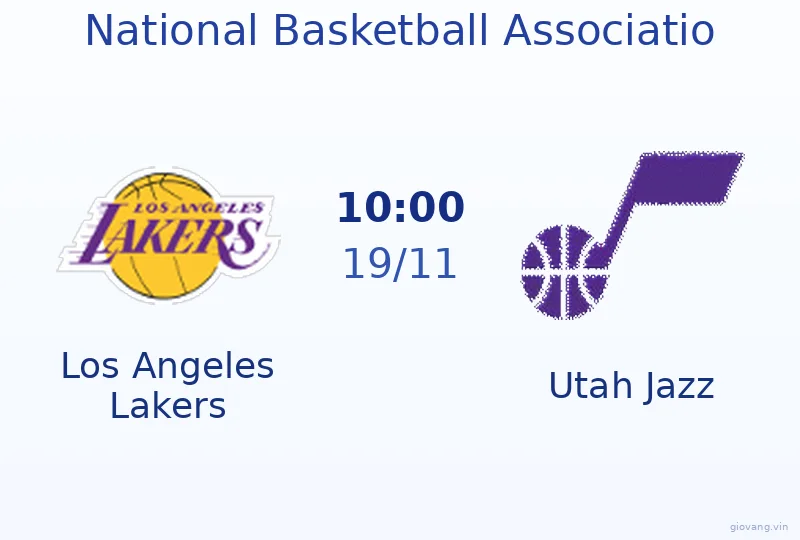 National Basketball Associatio
LOS ANGELES
LAKERS
10:00
19/11
Los Angeles
Lakers
Utah Jazz
giovang.vin